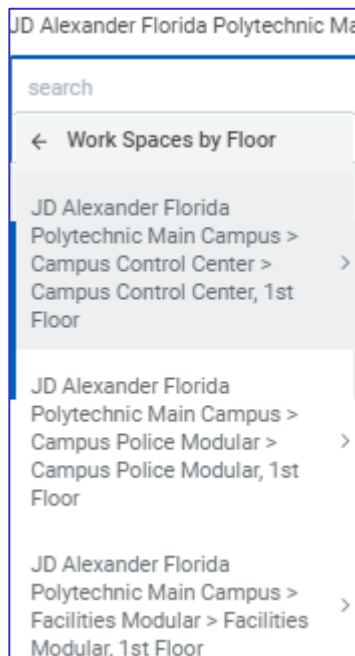 JD Alexander Florida Polytechnic Ma
search
← Work Spaces by Floor
JD Alexander Florida
Polytechnic Main Campus >
Campus Control Center >
Campus Control Center, 1st
Floor
JD Alexander Florida
Polytechnic Main Campus >
Campus Police Modular >
Campus Police Modular, 1st
Floor
JD Alexander Florida
Polytechnic Main Campus >
Facilities Modular > Facilities
Modular, 1st Floor